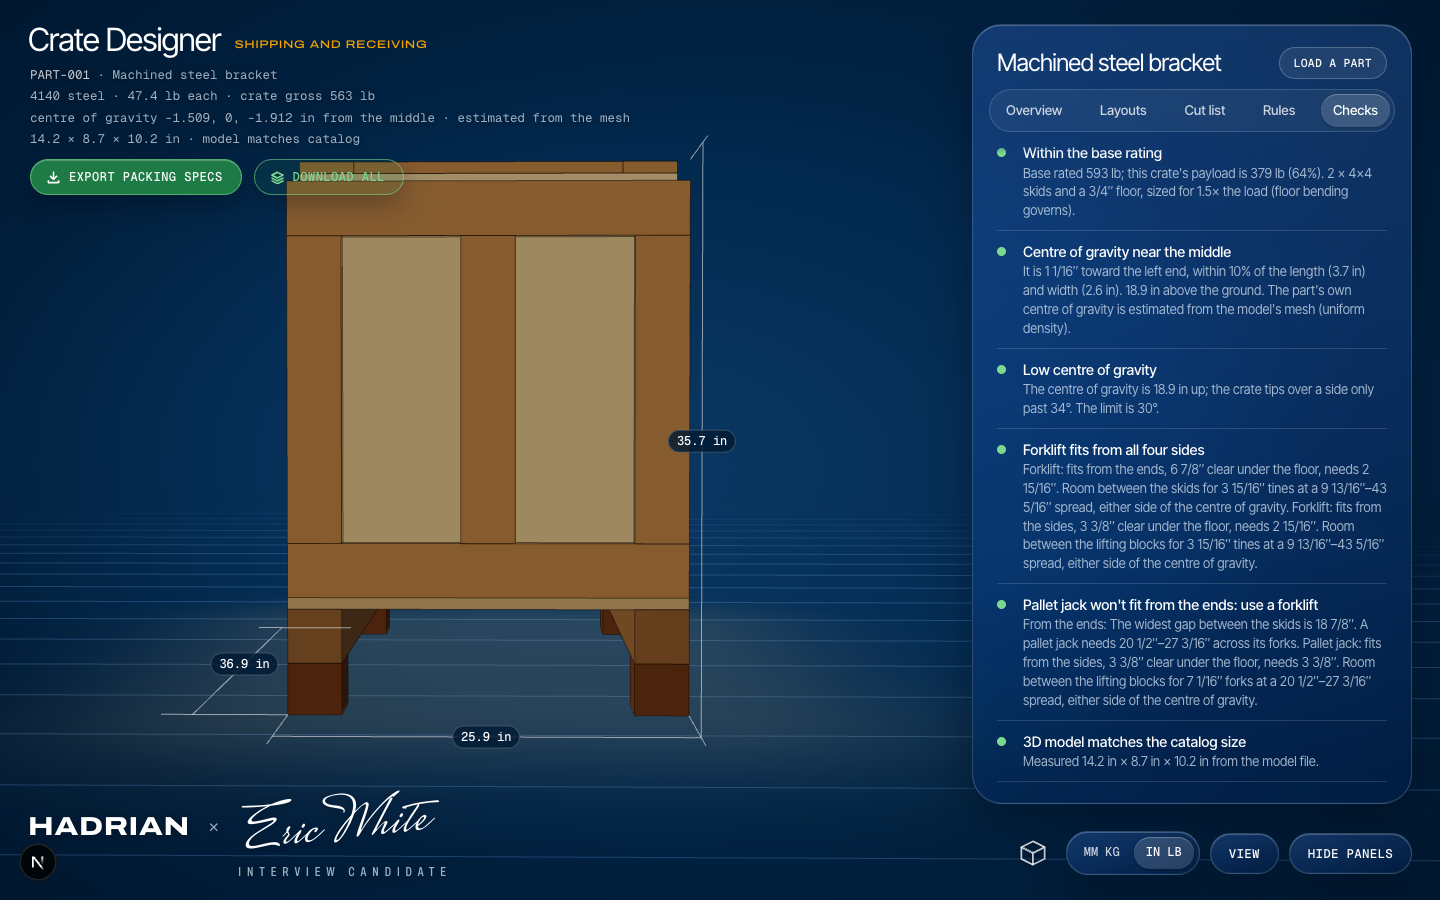 Crate Designer SHIPPING AND RECEIVING
PART-001 · Machined steel bracket
4140 steel · 47.4 lb each · crate gross 563 lb
centre of gravity -1.509, 0, -1.912 in from the middle · estimated from the mesh
14.2 × 8.7 × 10.2 in · model matches catalog
EXPORT PACKING SPECS
DOWNLOAD ALL
35.7 in
36.9 in
25.9 in
HADRIAN × Eric White
INTERVIEW CANDIDATE
N
Machined steel bracket
LOAD A PART
Overview Layouts Cut list Rules Checks
Within the base rating
Base rated 593 lb; this crate's payload is 379 lb (64%). 2 × 4×4
skids and a 3/4″ floor, sized for 1.5× the load (floor bending
governs).
Centre of gravity near the middle
It is 1 1/16″ toward the left end, within 10% of the length (3.7 in)
and width (2.6 in). 18.9 in above the ground. The part's own
centre of gravity is estimated from the model's mesh (uniform
density).
Low centre of gravity
The centre of gravity is 18.9 in up; the crate tips over a side only
past 34°. The limit is 30°.
Forklift fits from all four sides
Forklift: fits from the ends, 6 7/8″ clear under the floor, needs 2
15/16″. Room between the skids for 3 15/16″ tines at a 9 13/16″–43
5/16″ spread, either side of the centre of gravity. Forklift: fits from
the sides, 3 3/8″ clear under the floor, needs 2 15/16″. Room
between the lifting blocks for 3 15/16″ tines at a 9 13/16″–43 5/16″
spread, either side of the centre of gravity.
Pallet jack won't fit from the ends: use a forklift
From the ends: The widest gap between the skids is 18 7/8″. A
pallet jack needs 20 1/2″–27 3/16″ across its forks. Pallet jack: fits
from the sides, 3 3/8″ clear under the floor, needs 3 3/8″. Room
between the lifting blocks for 7 1/16″ forks at a 20 1/2″–27 3/16″
spread, either side of the centre of gravity.
3D model matches the catalog size
Measured 14.2 in × 8.7 in × 10.2 in from the model file.
MM KG IN LB VIEW HIDE PANELS